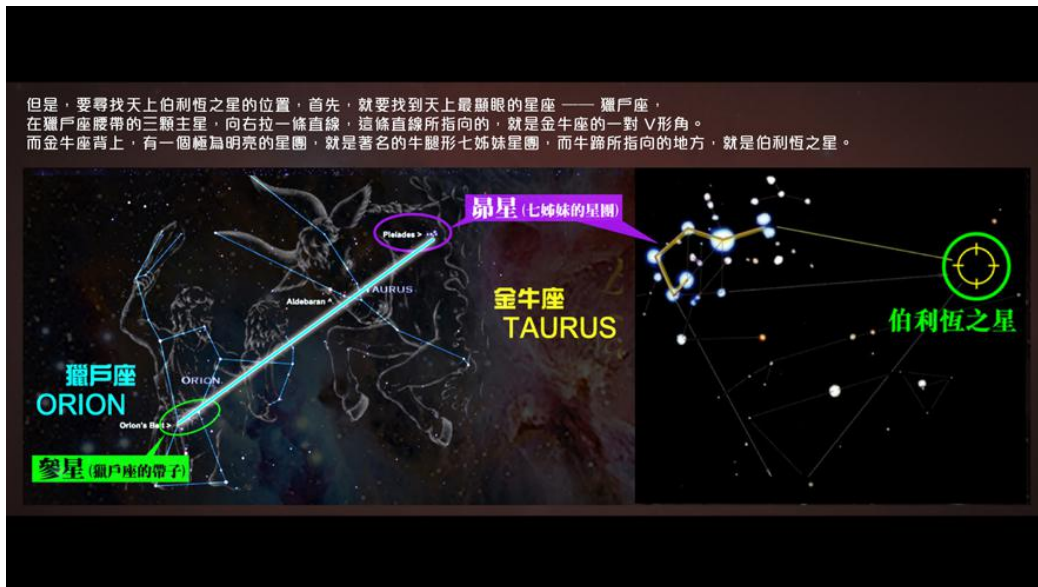 但是，要尋找天上伯利恆之星的位置，首先，就要找到天上最顯眼的星座 —— 獵戶座，
在獵戶座腰帶的三顆主星，向右拉一條直線，這條直線所指向的，就是金牛座的一對 V形角。
而金牛座背上，有一個極為明亮的星團，就是著名的牛腿形七姊妹星團，而牛蹄所指向的地方，就是伯利恆之星。
昴星 (七姊妹的星團)
Pleiades >
TAURUS
Aldebaran ^
金牛座
TAURUS
伯利恆之星
獵戶座
ORION
ORION
Orion's Belt >
參星 (獵戶座的帶子)